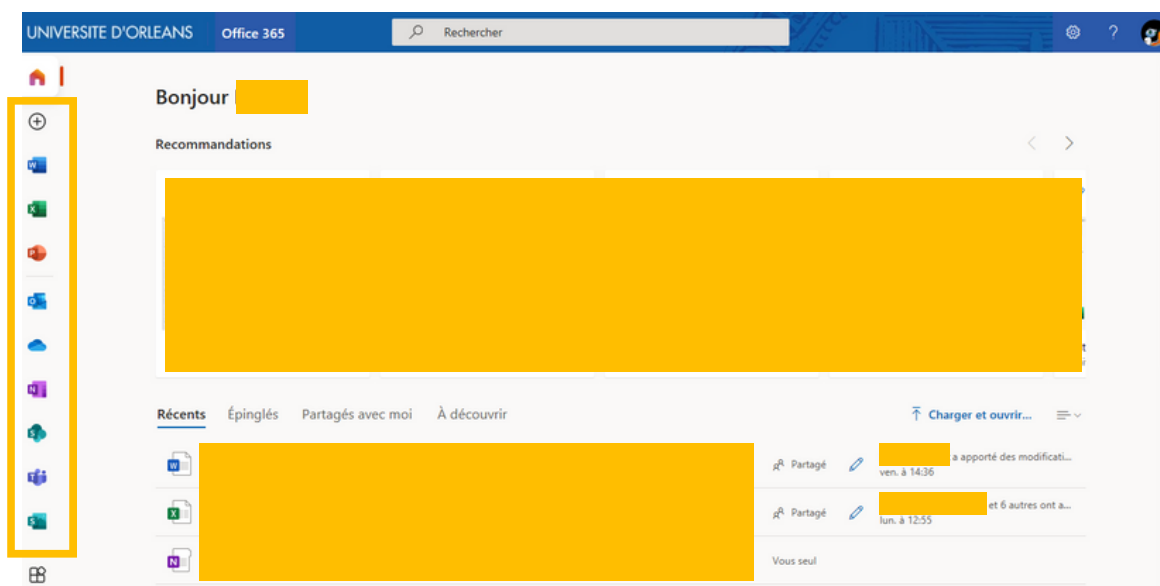 UNIVERSITE D'ORLEANS Office 365 Rechercher ?
Bonjour
Recommandations
Récents Épinglés Partagés avec moi À découvrir Charger et ouvrir...
Partagé a apporté des modificati...
ven. à 14:36
Partagé et 6 autres ont a...
lun. à 12:55
Vous seul